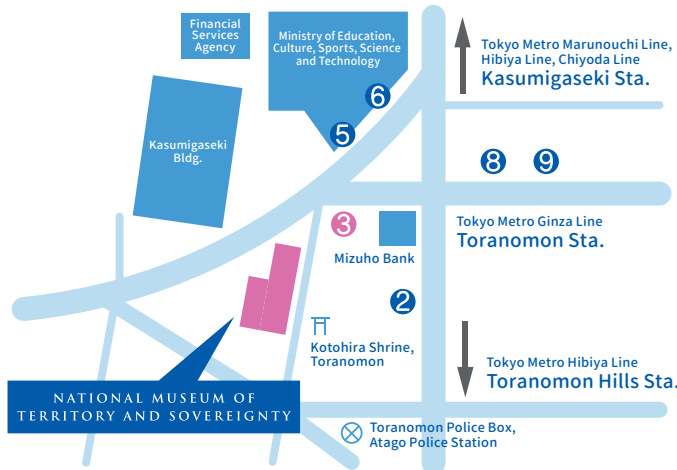 Financial
Services
Agency
Ministry of Education,
Culture, Sports, Science
and Technology
Tokyo Metro Marunouchi Line,
Hibiya Line, Chiyoda Line
Kasumigaseki Sta.
6
5
Kasumigaseki
Bldg.
8
9
3
Tokyo Metro Ginza Line
Toranomon Sta.
Mizuho Bank
2
Kotohira Shrine,
Toranomon
Tokyo Metro Hibiya Line
Toranomon Hills Sta.
NATIONAL MUSEUM OF
TERRITORY AND SOVEREIGNTY
Toranomon Police Box,
Atago Police Station